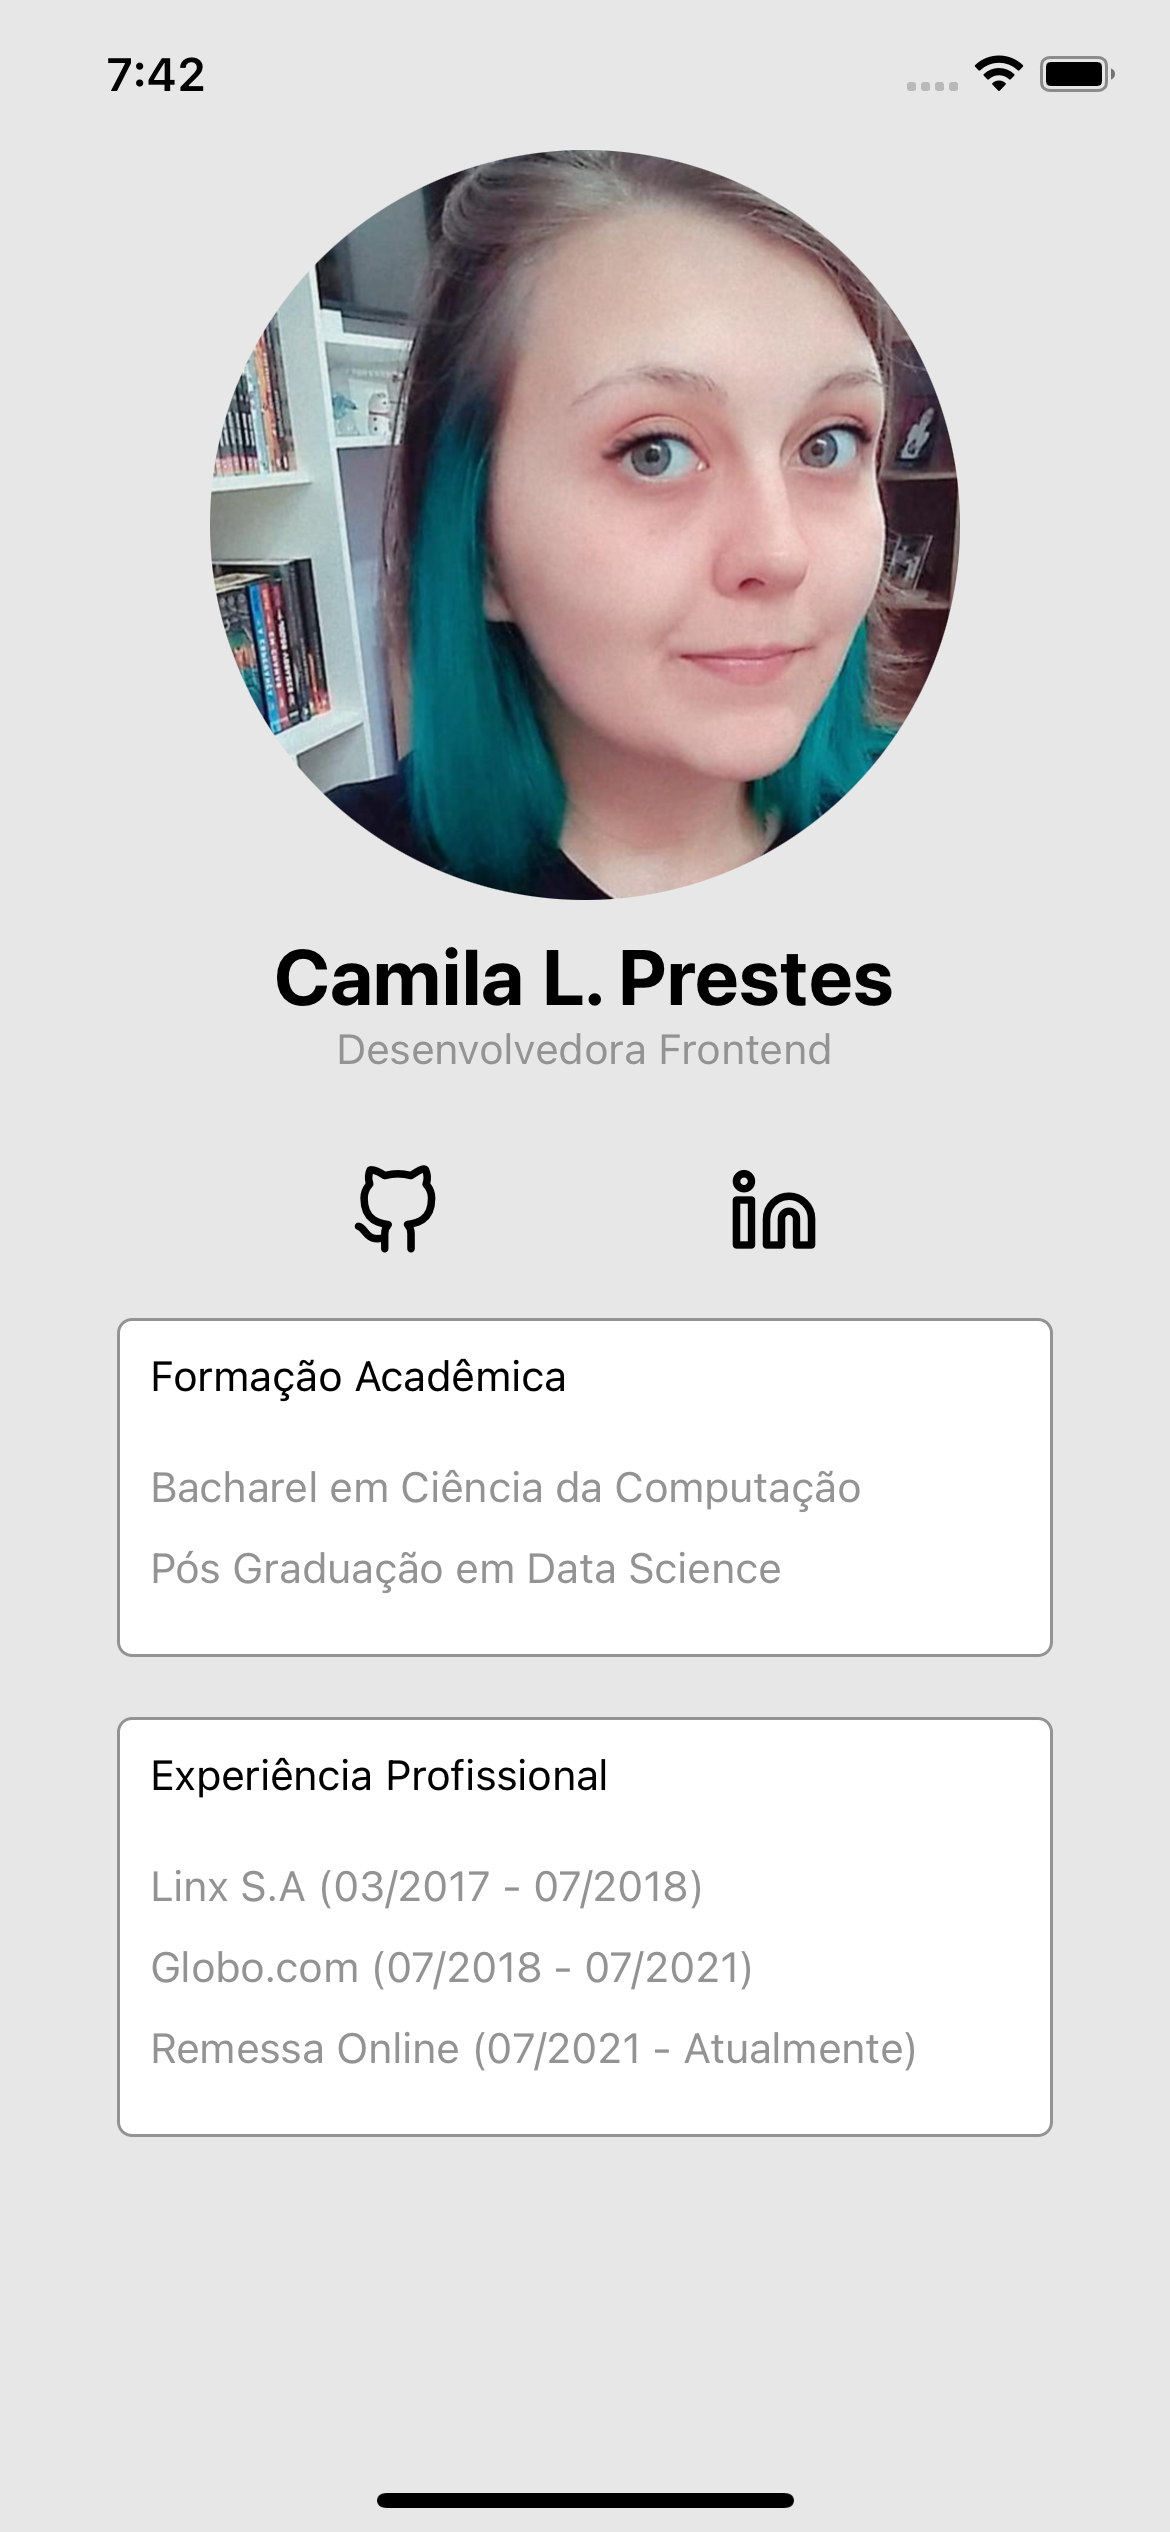 7:42
Camila L. Prestes
Desenvolvedora Frontend
in
Formação Acadêmica
Bacharel em Ciência da Computação
Pós Graduação em Data Science
Experiência Profissional
Linx S.A (03/2017 - 07/2018)
Globo.com (07/2018 - 07/2021)
Remessa Online (07/2021 - Atualmente)